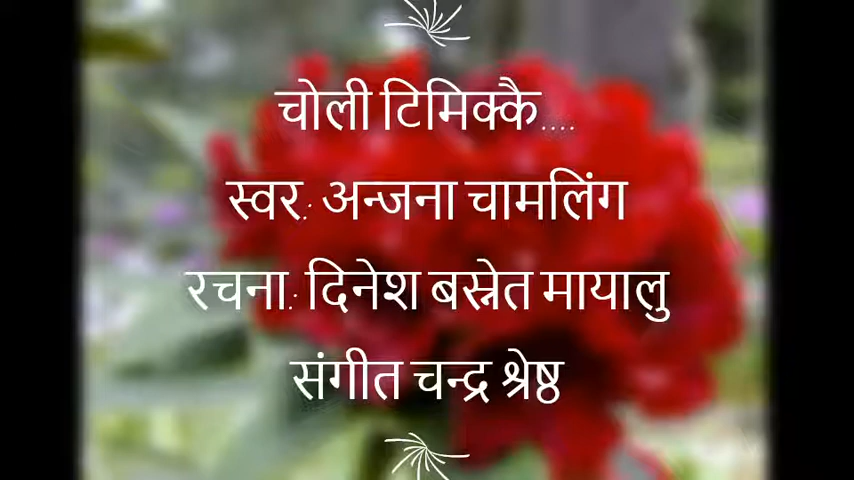 चोली टिमिक्कै....
स्वर.: अन्जना चामलिंग
रचना.: दिनेश बस्नेत मायालु
संगीत चन्द्र श्रेष्ठ